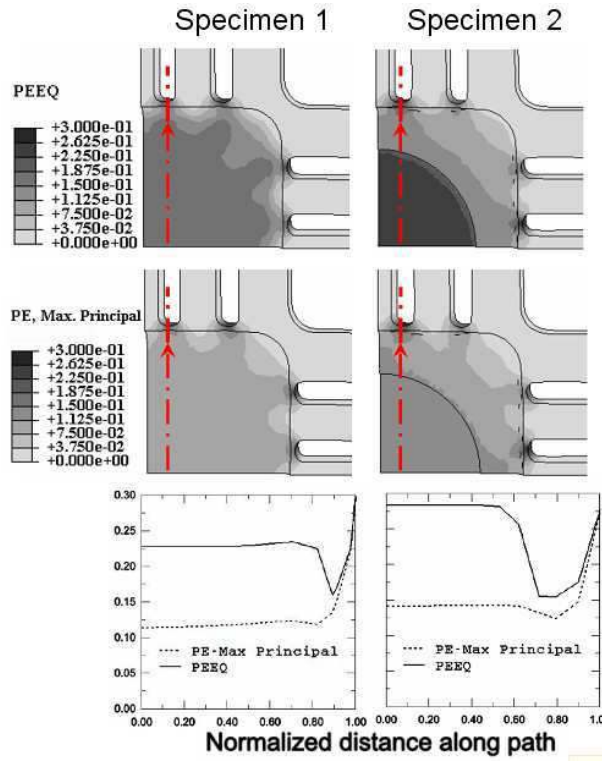 Specimen 1
Specimen 2
PEEQ
+3.000e-01
+2.625e-01
+2.250e-01
+1.875e-01
+1.500e-01
+1.125e-01
+7.500e-02
+3.750e-02
+0.000e+00
PE, Max. Principal
+3.000e-01
+2.625e-01
+2.250e-01
+1.875e-01
+1.500e-01
+1.125e-01
+7.500e-02
+3.750e-02
+0.000e+00
0.30
0.25
0.20
0.15
0.10
0.05
0.00
PE-Max Principal
PEEQ
PE-Max Principal
PEEQ
0.00 0.20 0.40 0.60 0.80 1.00
0.00 0.20 0.40 0.60 0.80 1.00
Normalized distance along path